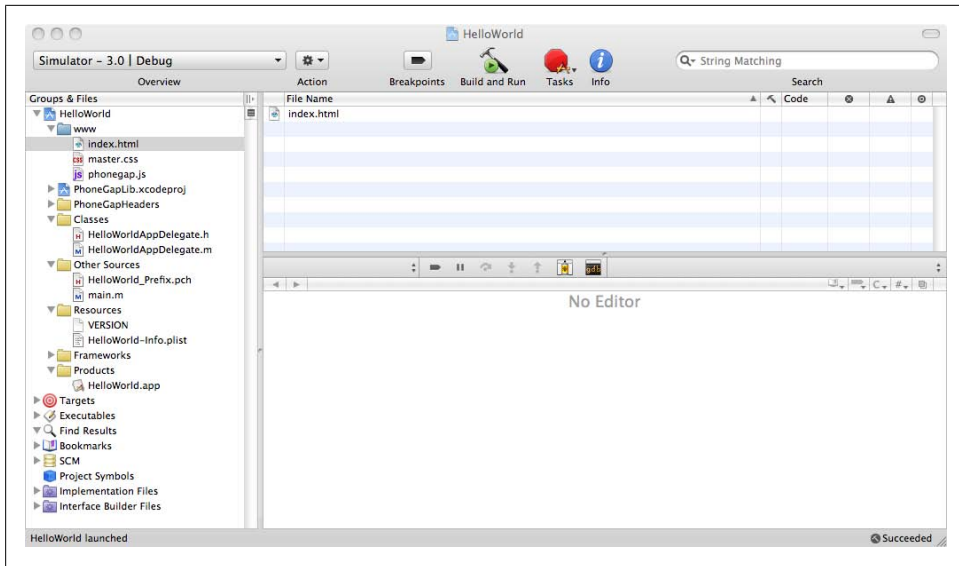 HelloWorld
Simulator – 3.0 | Debug
String Matching
Overview
Action
Breakpoints
Build and Run
Tasks
Info
Search
Groups & Files
File Name
Code
HelloWorld
index.html
www
index.html
css master.css
js phonegap.js
PhoneGapLib.xcodeproj
PhoneGapHeaders
Classes
H HelloWorldAppDelegate.h
M HelloWorldAppDelegate.m
Other Sources
H HelloWorld_Prefix.pch
M main.m
Resources
VERSION
HelloWorld-Info.plist
Frameworks
Products
HelloWorld.app
Targets
Executables
Find Results
Bookmarks
SCM
Project Symbols
Implementation Files
Interface Builder Files
gdb
C
#
No Editor
HelloWorld launched
Succeeded